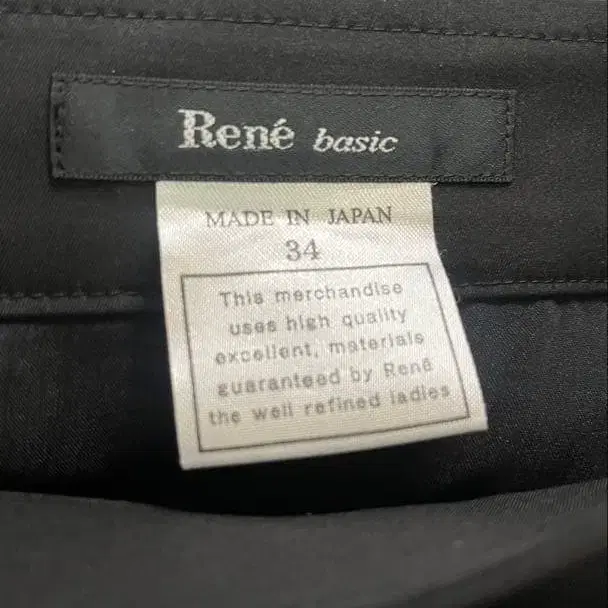 René basic
MADE IN JAPAN
34
This merchandise
uses high quality
excellent, materials
guaranteed by René
the well refined ladies